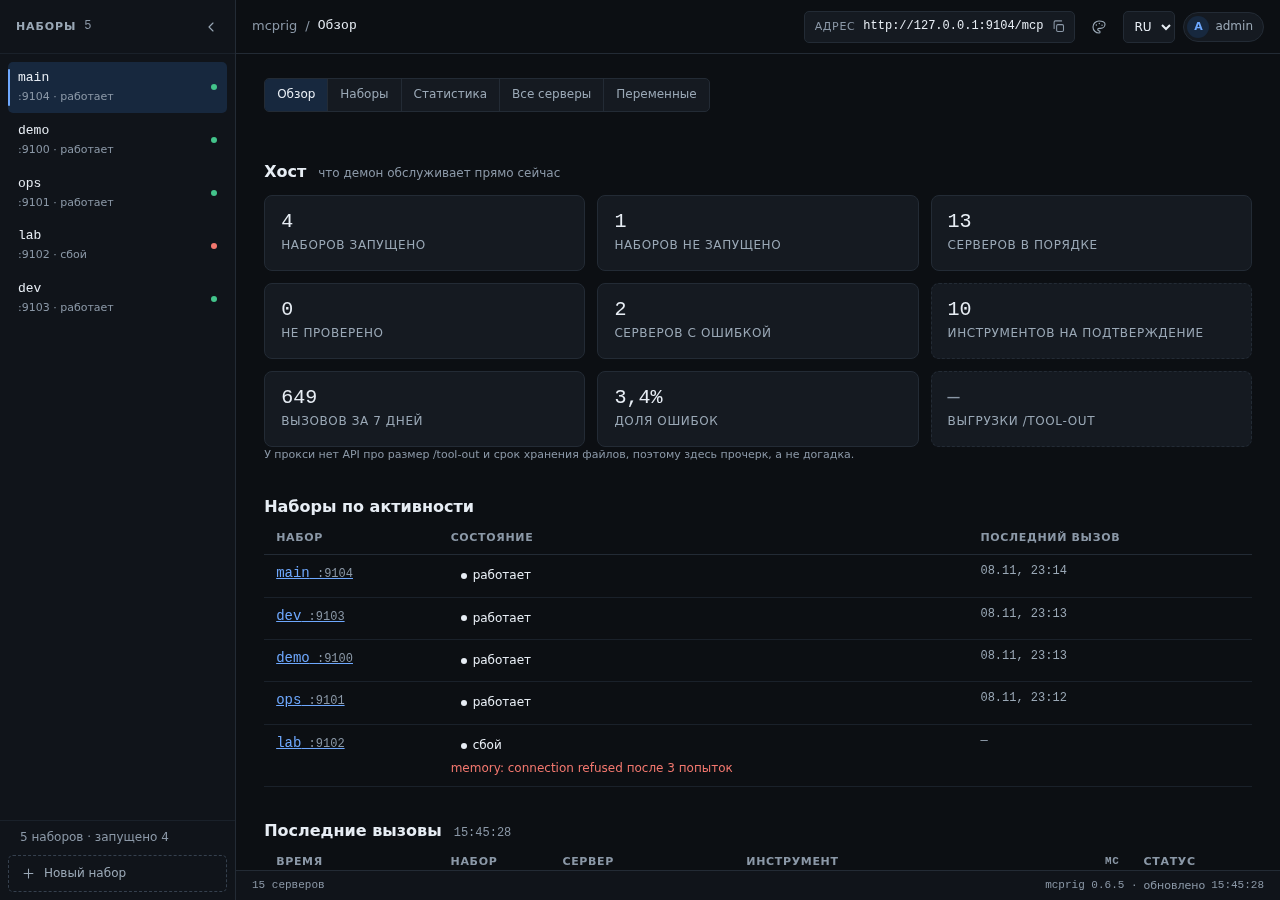 НАБОРЫ 5
main
:9104 · работает
demo
:9100 · работает
ops
:9101 · работает
lab
:9102 · сбой
dev
:9103 · работает
5 наборов · запущено 4
Новый набор
mcprig / Обзор
АДРЕС http://127.0.0.1:9104/mcp
RU
A admin
Обзор Наборы Статистика Все серверы Переменные
Хост что демон обслуживает прямо сейчас
4
НАБОРОВ ЗАПУЩЕНО
1
НАБОРОВ НЕ ЗАПУЩЕНО
13
СЕРВЕРОВ В ПОРЯДКЕ
0
НЕ ПРОВЕРЕНО
2
СЕРВЕРОВ С ОШИБКОЙ
10
ИНСТРУМЕНТОВ НА ПОДТВЕРЖДЕНИЕ
649
ВЫЗОВОВ ЗА 7 ДНЕЙ
3,4%
ДОЛЯ ОШИБОК
—
ВЫГРУЗКИ /TOOL-OUT
У прокси нет API про размер /tool-out и срок хранения файлов, поэтому здесь прочерк, а не догадка.
Наборы по активности
НАБОР СОСТОЯНИЕ ПОСЛЕДНИЙ ВЫЗОВ
main :9104 работает 08.11, 23:14
dev :9103 работает 08.11, 23:13
demo :9100 работает 08.11, 23:13
ops :9101 работает 08.11, 23:12
lab :9102 сбой —
memory: connection refused после 3 попыток
Последние вызовы 15:45:28
ВРЕМЯ НАБОР СЕРВЕР ИНСТРУМЕНТ МС СТАТУС
15 серверов
mcprig 0.6.5 · обновлено 15:45:28